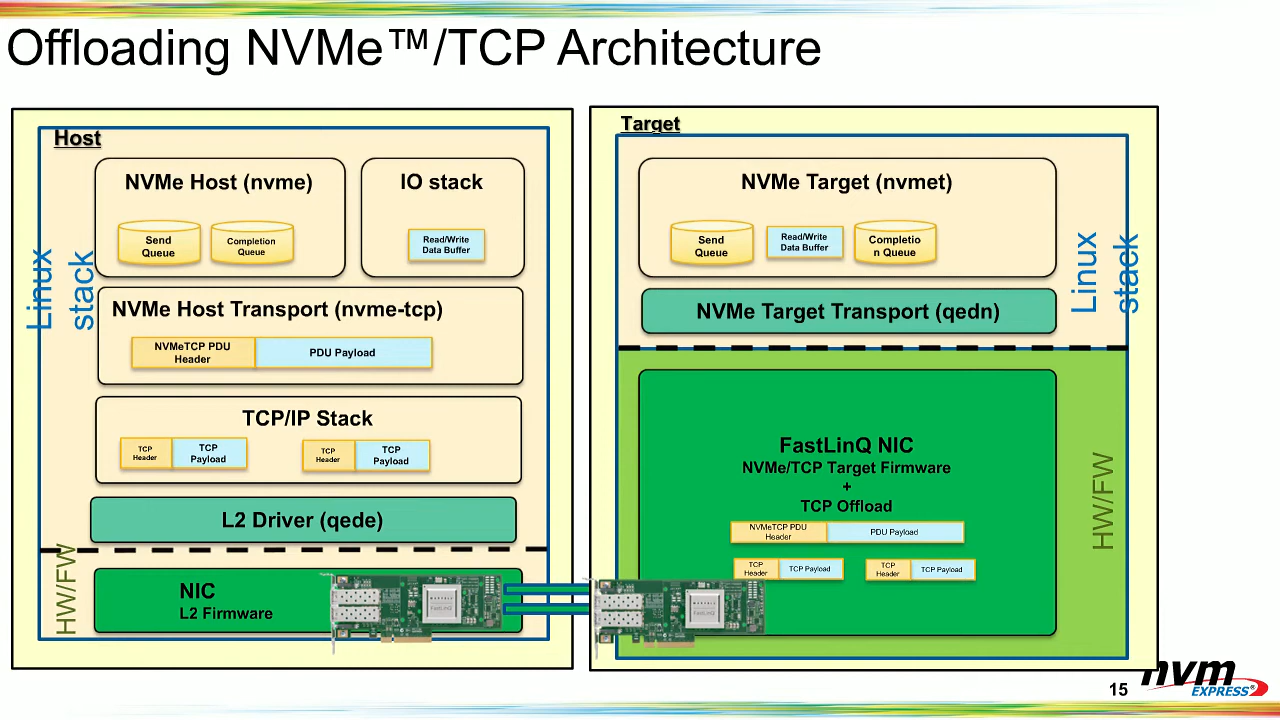 Offloading NVMe™/TCP Architecture
Host
NVMe Host (nvme)
Send
Queue
Completion
Queue
IO stack
Read/Write
Data Buffer
Linux
stack
NVMe Host Transport (nvme-tcp)
NVMeTCP PDU
Header
PDU Payload
TCP/IP Stack
TCP
Header
TCP
Payload
TCP
Header
TCP
Payload
L2 Driver (qede)
HW/FW
NIC
L2 Firmware
Target
NVMe Target (nvmet)
Send
Queue
Read/Write
Data Buffer
Completio
n Queue
Linux
stack
NVMe Target Transport (qedn)
FastLinQ NIC
NVMe/TCP Target Firmware
+
TCP Offload
NVMeTCP PDU
Header
PDU Payload
TCP
Header
TCP Payload
TCP
Header
TCP Payload
HW/FW
15
nvm
EXPRESS®